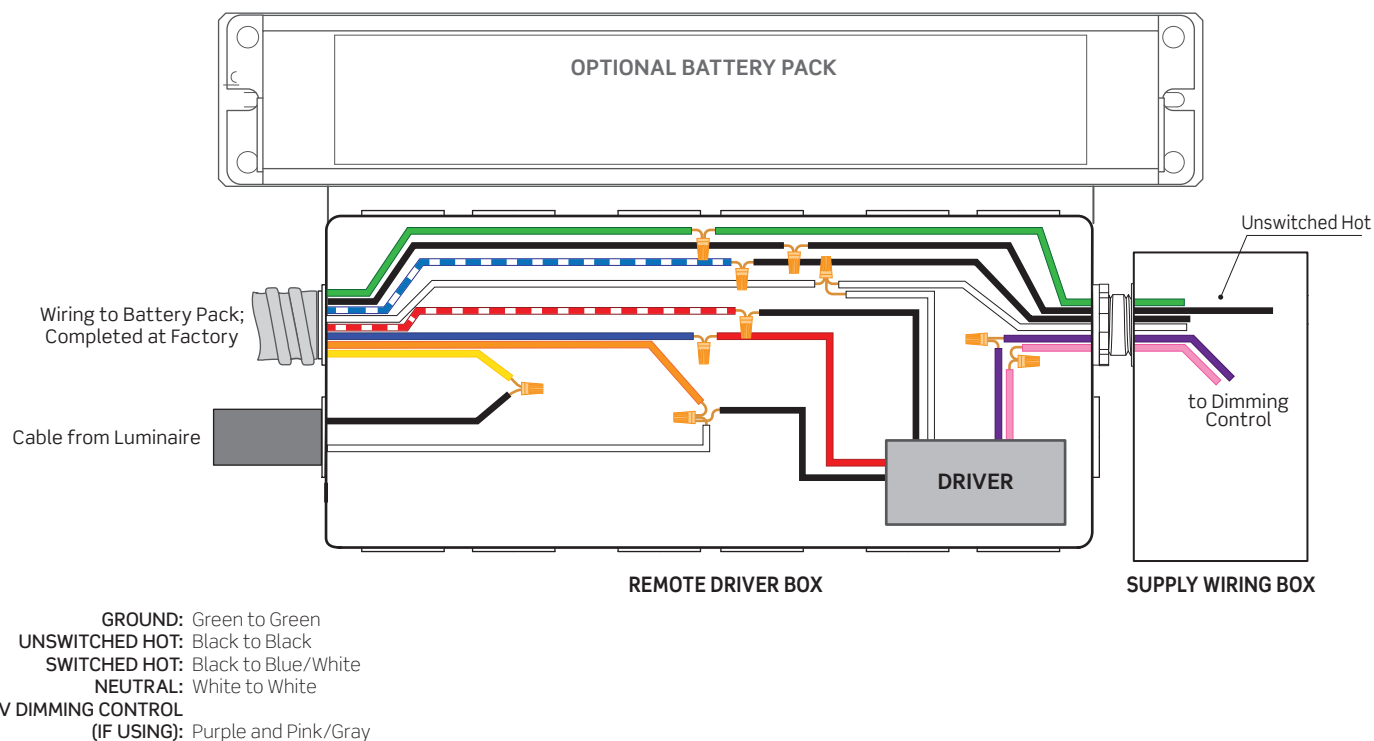 OPTIONAL BATTERY PACK
Unswitched Hot
Wiring to Battery Pack;
Completed at Factory
to Dimming
Control
Cable from Luminaire
DRIVER
REMOTE DRIVER BOX
SUPPLY WIRING BOX
GROUND: Green to Green
UNSWITCHED HOT: Black to Black
SWITCHED HOT: Black to Blue/White
NEUTRAL: White to White
V DIMMING CONTROL
(IF USING): Purple and Pink/Gray